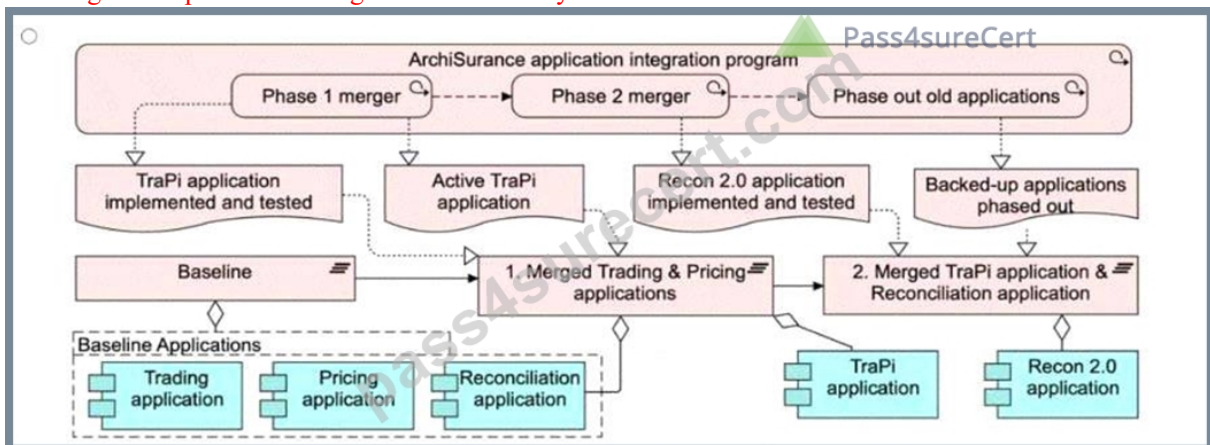 Pass4sureCert
ArchiSurance application integration program
Phase 1 merger
Phase 2 merger
Phase out old applications
TraPi application
implemented and tested
Active TraPi
application
Recon 2.0 application
implemented and tested
Backed-up applications
phased out
Baseline
1. Merged Trading & Pricing
applications
2. Merged TraPi application &
Reconciliation application
Baseline Applications
Trading
application
Pricing
application
Reconciliation
application
TraPi
application
Recon 2.0
application
pass4surecert.com